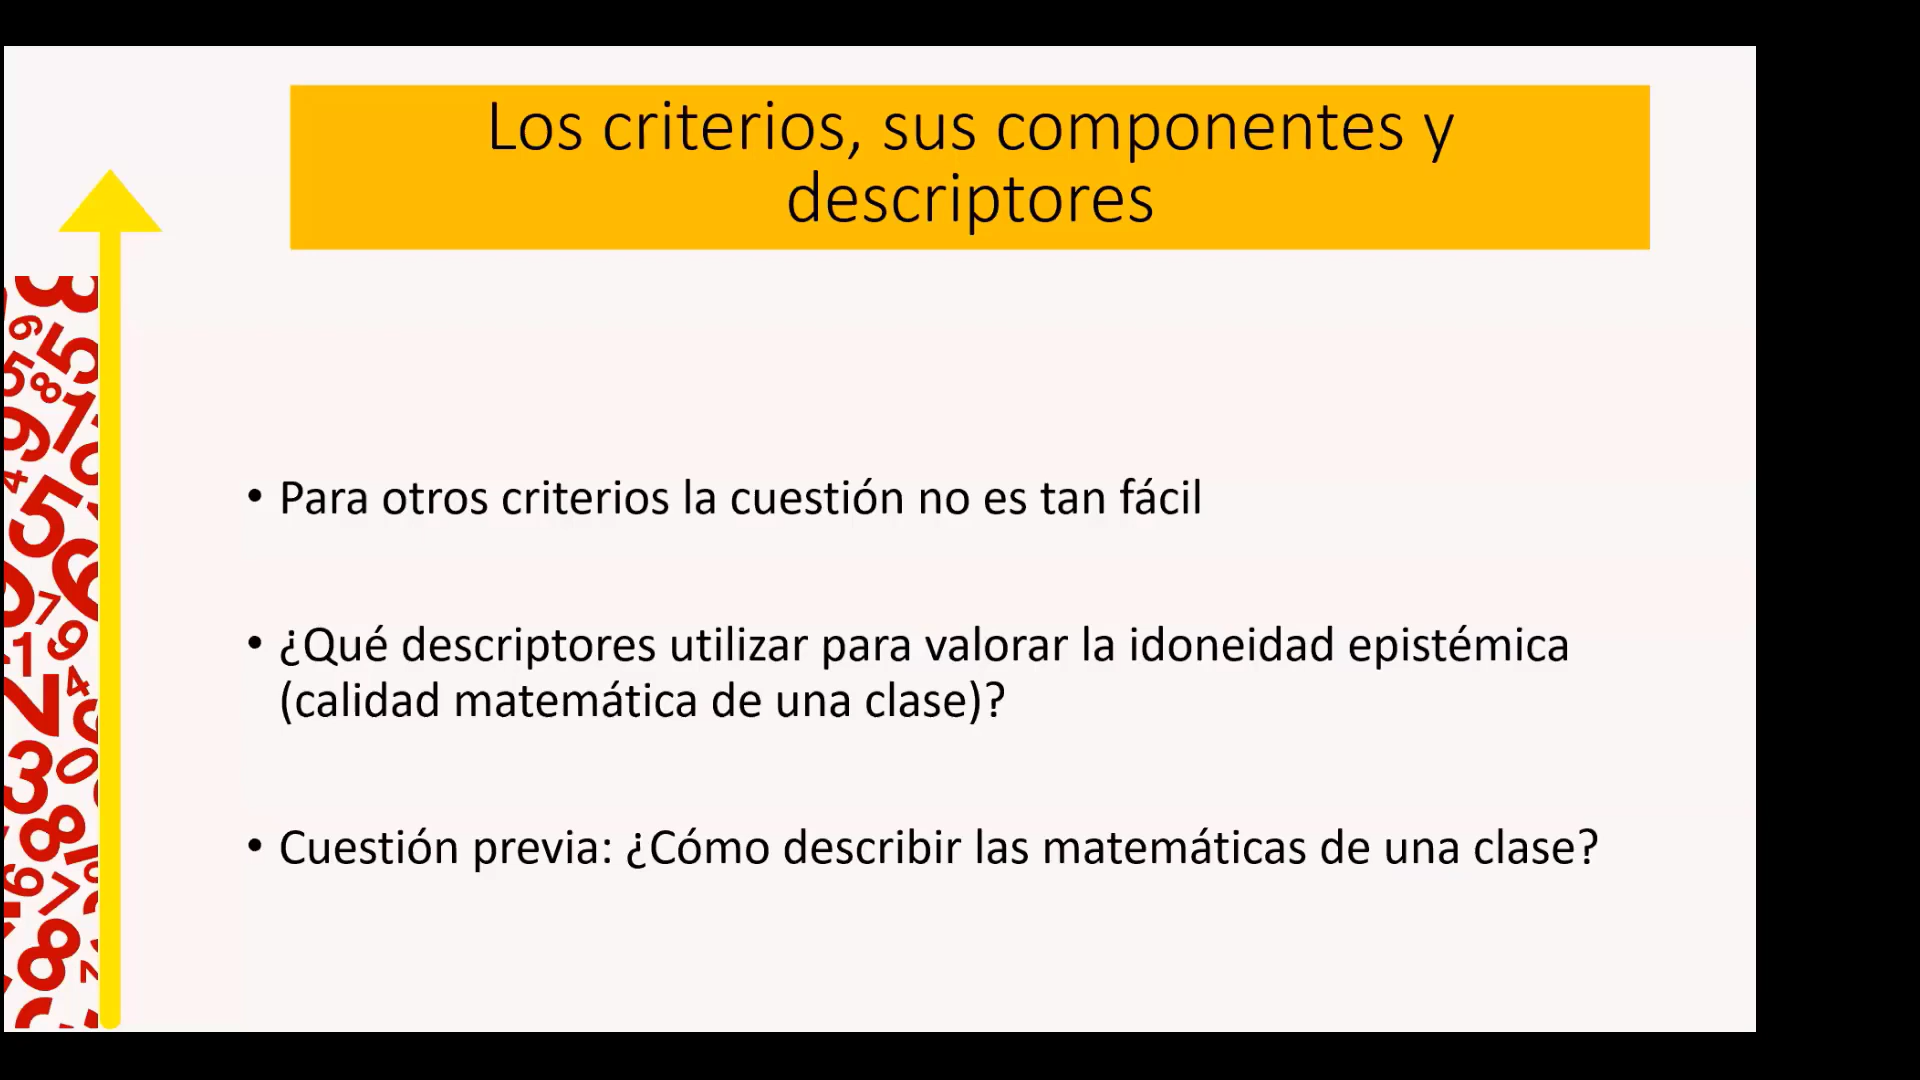 Los criterios, sus componentes y
descriptores
• Para otros criterios la cuestión no es tan fácil
• ¿Qué descriptores utilizar para valorar la idoneidad epistémica
(calidad matemática de una clase)?
• Cuestión previa: ¿Cómo describir las matemáticas de una clase?